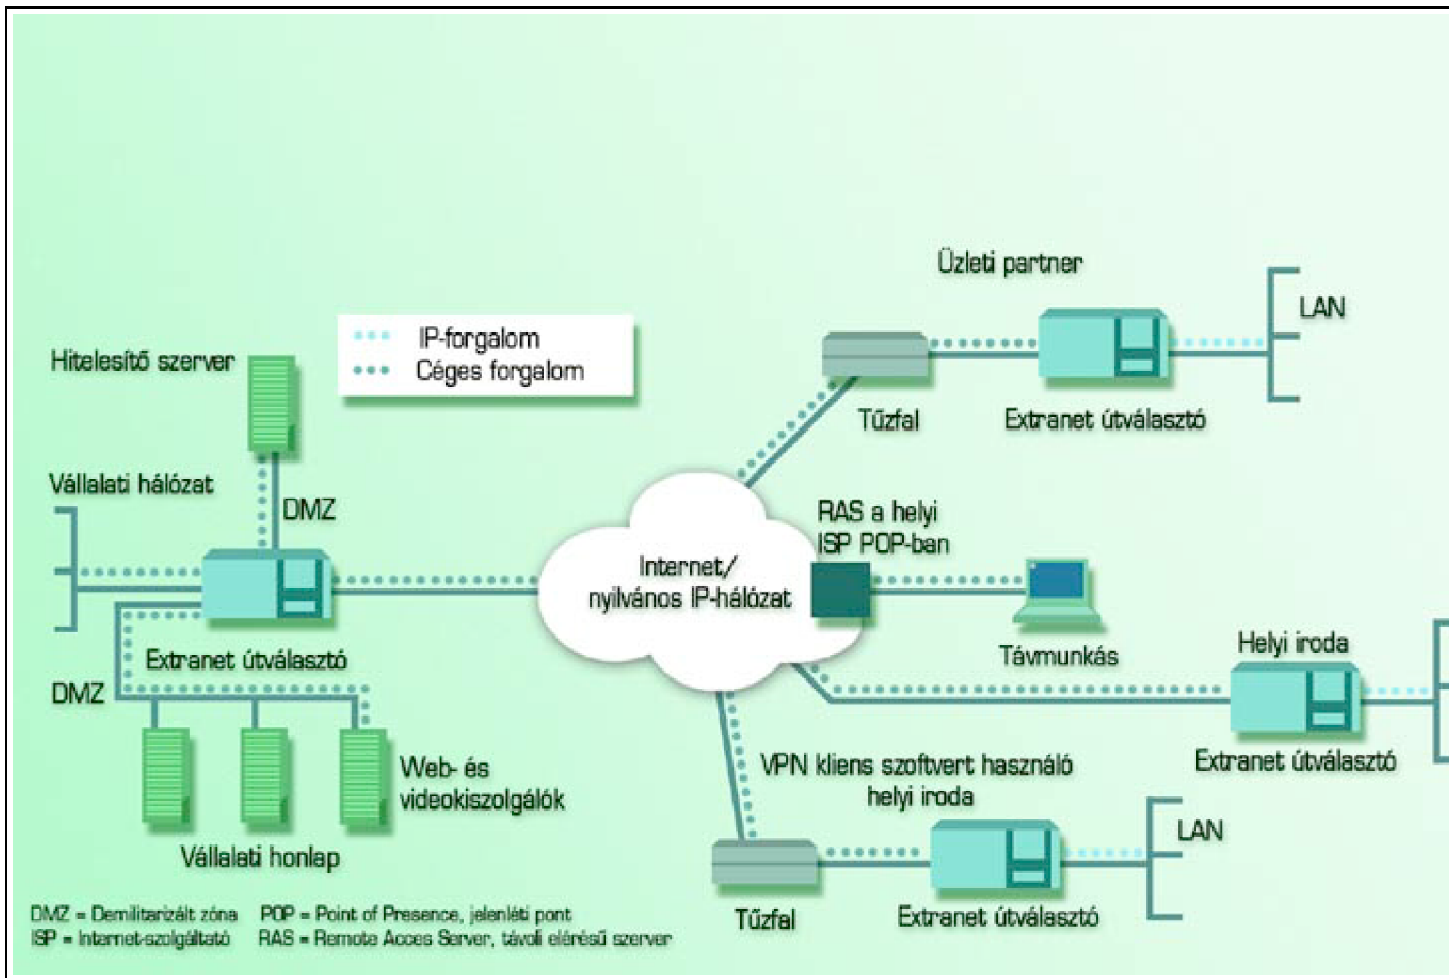 Üzleti partner
LAN
IP-forgalom
Céges forgalom
Hitelesítő szerver
Tűzfal
Extranet útválasztó
Vállalati hálózat
DMZ
RAS a helyi
ISP POP-ban
Internet/
nyilvános IP-hálózat
Extranet útválasztó
Távmunkás
Helyi iroda
DMZ
Web- és
videokiszolgálók
VPN kliens szoftvert használó
helyi iroda
Extranet útválasztó
LAN
Vállalati honlap
Tűzfal
Extranet útválasztó
DMZ = Demilitarizált zóna
POP = Point of Presence, jelenléti pont
ISP = Internet-szolgáltató
RAS = Remote Acces Server, távoli elérésű szerver